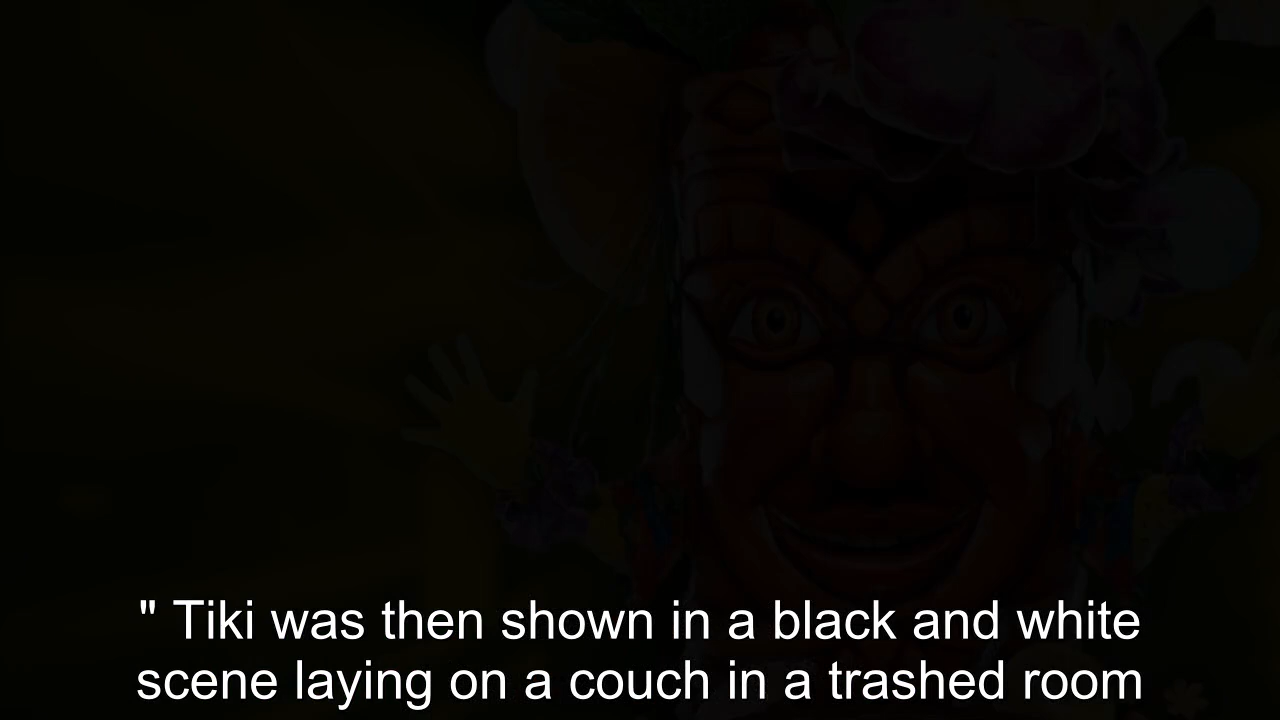 " Tiki was then shown in a black and white
scene laying on a couch in a trashed room